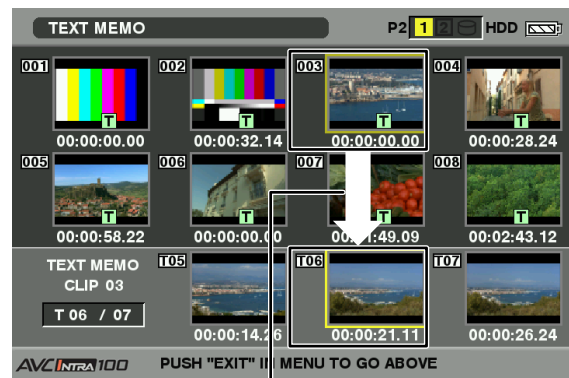 TEXT MEMO
P2 1 2 HDD
001 002 003 004
T T T
00:00:00.00 00:00:32.14 00:00:00.00 00:00:28.24
005 006 007 008
T T T T
00:00:58.22 00:00:00.00 1:49.09 00:02:43.12
TEXT MEMO
CLIP 03
T 06 / 07
T05 T06 T07
00:00:14.26 00:00:21.11 00:00:26.24
AVC INTRA 100 PUSH "EXIT" IN MENU TO GO ABOVE